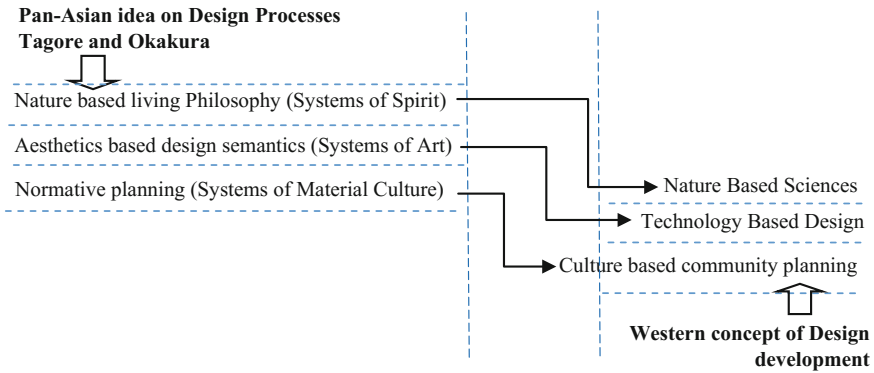 Pan-Asian idea on Design Processes
Tagore and Okakura
Nature based living Philosophy (Systems of Spirit)
Aesthetics based design semantics (Systems of Art)
Normative planning (Systems of Material Culture)
Nature Based Sciences
Technology Based Design
Culture based community planning
Western concept of Design
development